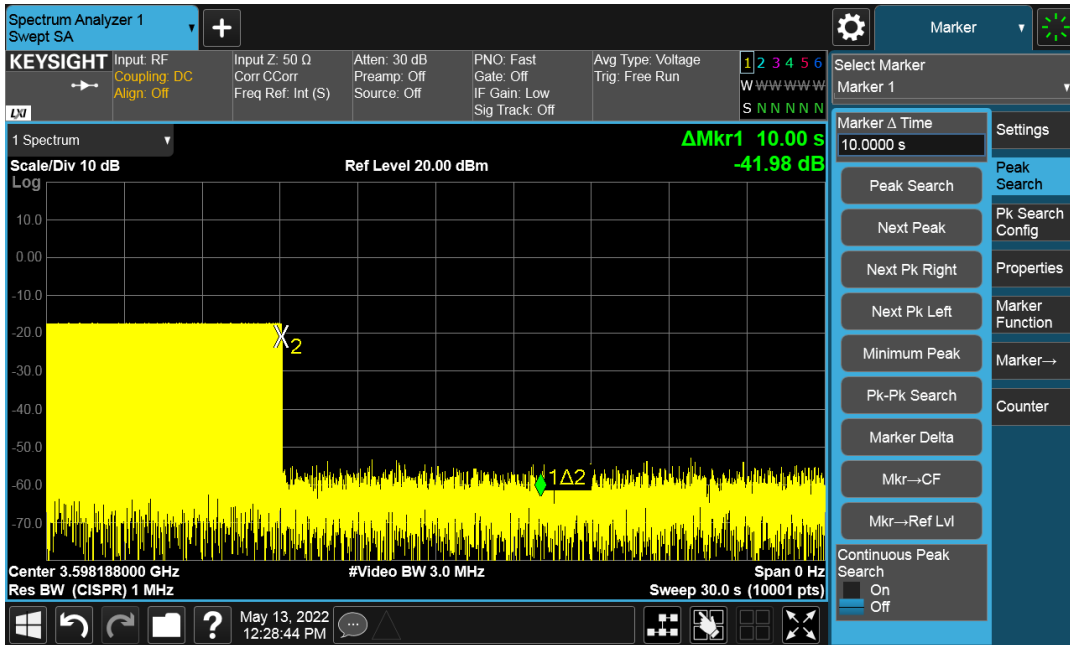 Spectrum Analyzer 1
Swept SA
Marker
KEYSIGHT
LXI
Input: RF
Coupling: DC
Align: Off
Input Z: 50 Ω
Corr CCorr
Freq Ref: Int (S)
Atten: 30 dB
Preamp: Off
Source: Off
PNO: Fast
Gate: Off
IF Gain: Low
Sig Track: Off
Avg Type: Voltage
Trig: Free Run
1 2 3 4 5 6
W W W W W W
S N N N N N
Select Marker
Marker 1
1 Spectrum
ΔMkr1 10.00 s
-41.98 dB
Scale/Div 10 dB
Ref Level 20.00 dBm
Log
10.0
0.00
-10.0
-20.0
-30.0
-40.0
-50.0
-60.0
-70.0
2
1Δ2
Center 3.598188000 GHz
#Video BW 3.0 MHz
Span 0 Hz
Res BW (CISPR) 1 MHz
Sweep 30.0 s (10001 pts)
Marker Δ Time
10.0000 s
Peak Search
Next Peak
Next Pk Right
Next Pk Left
Minimum Peak
Pk-Pk Search
Marker Delta
Mkr→CF
Mkr→Ref Lvl
Continuous Peak
Search
On
Off
Settings
Peak
Search
Pk Search
Config
Properties
Marker
Function
Marker→
Counter
May 13, 2022
12:28:44 PM